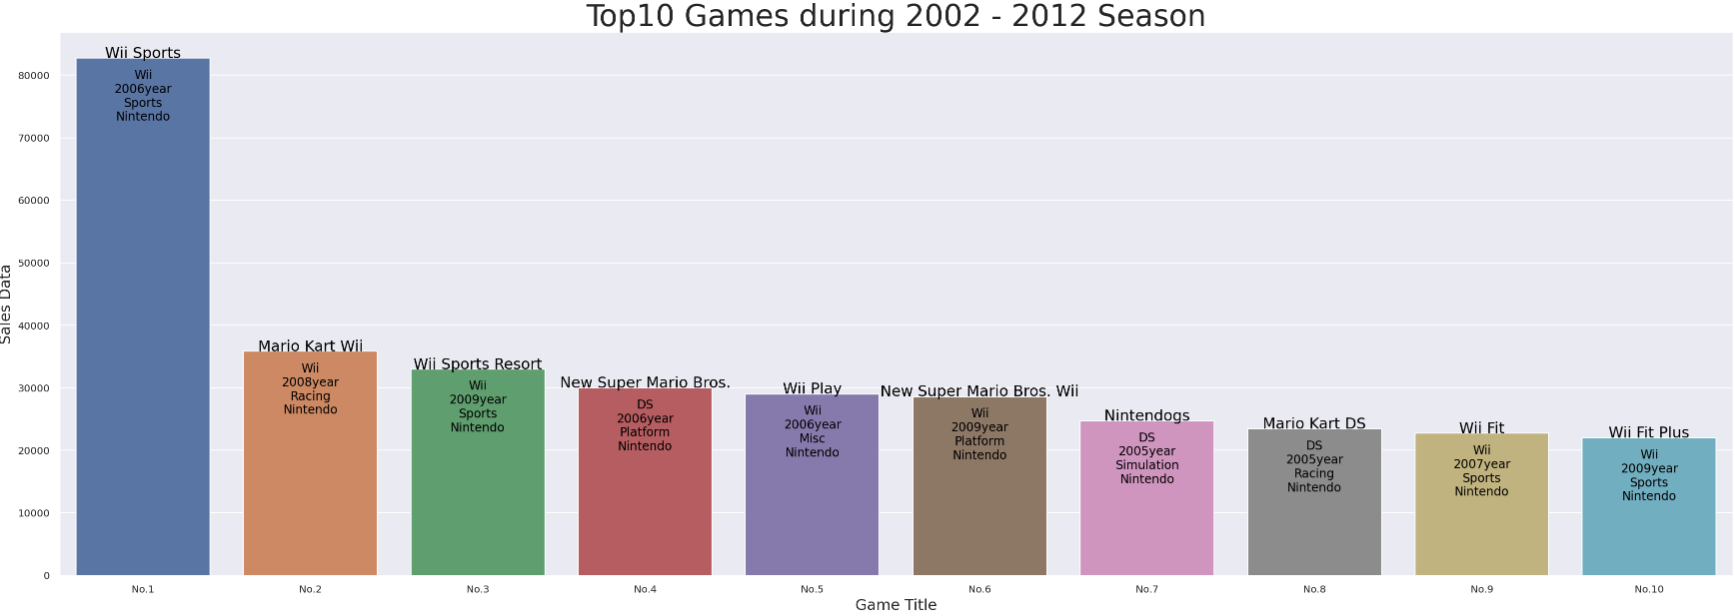 Top10 Games during 2002 - 2012 Season
Sales Data
80000
70000
60000
50000
40000
30000
20000
10000
0
Wii Sports
Wii
2006year
Sports
Nintendo
Mario Kart Wii
Wii
2008year
Racing
Nintendo
Wii Sports Resort
Wii
2009year
Sports
Nintendo
New Super Mario Bros.
DS
2006year
Platform
Nintendo
Wii Play
Wii
2006year
Misc
Nintendo
New Super Mario Bros. Wii
Wii
2009year
Platform
Nintendo
Nintendogs
DS
2005year
Simulation
Nintendo
Mario Kart DS
DS
2005year
Racing
Nintendo
Wii Fit
Wii
2007year
Sports
Nintendo
Wii Fit Plus
Wii
2009year
Sports
Nintendo
No.1
No.2
No.3
No.4
No.5
No.6
No.7
No.8
No.9
No.10
Game Title